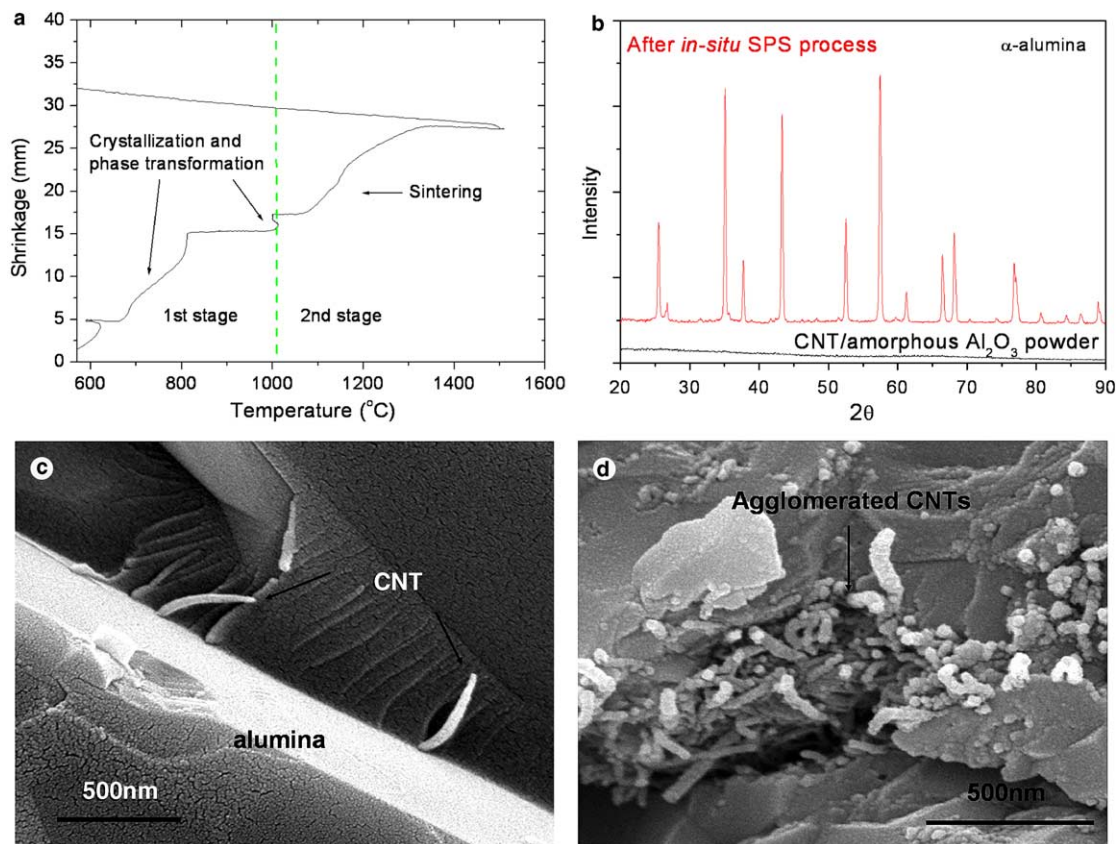 a
Shrinkage (mm)
40
35
30
25
20
15
10
5
0
Crystallization and
phase transformation
Sintering
1st stage
2nd stage
600
800
1000
1200
1400
1600
Temperature (°C)
b
After in-situ SPS process
α-alumina
Intensity
CNT/amorphous Al₂O₃ powder
20
30
40
50
60
70
80
90
2θ
c
CNT
alumina
500nm
d
Agglomerated CNTs
500nm